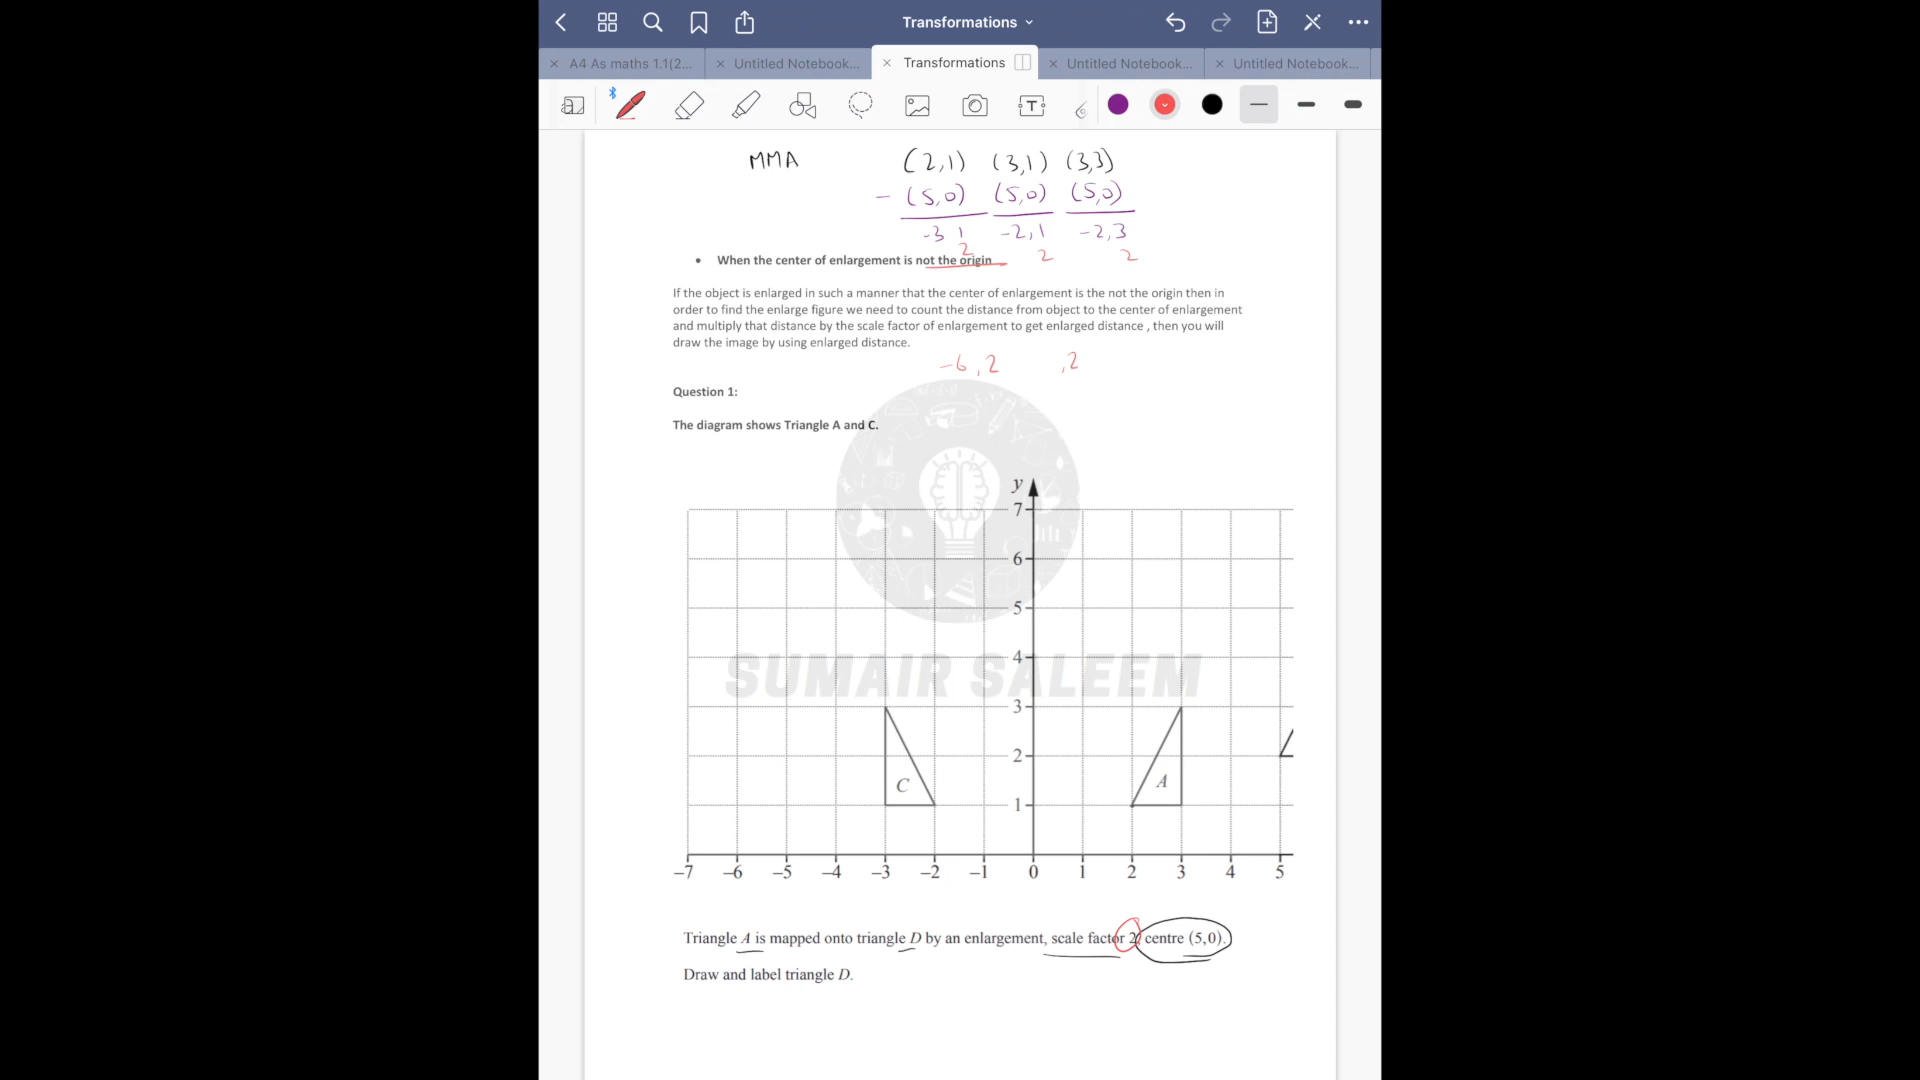 Transformations
A4 As maths 1.1(2...
Untitled Notebook...
Transformations
Untitled Notebook...
Untitled Notebook...
MMA (2,1) (3,1) (3,3)
- (5,0) (5,0) (5,0)
-3 1 -2,1 -2,3
2 2 2
• When the center of enlargement is not the origin
If the object is enlarged in such a manner that the center of enlargement is the not the origin then in
order to find the enlarge figure we need to count the distance from object to the center of enlargement
and multiply that distance by the scale factor of enlargement to get enlarged distance , then you will
draw the image by using enlarged distance.
-6,2 ,2
Question 1:
The diagram shows Triangle A and C.
y
7
6
5
SUMAIR SALEEM
4
3
2
1
C
A
-7 -6 -5 -4 -3 -2 -1 0 1 2 3 4 5
Triangle A is mapped onto triangle D by an enlargement, scale factor 2, centre (5,0).
Draw and label triangle D.